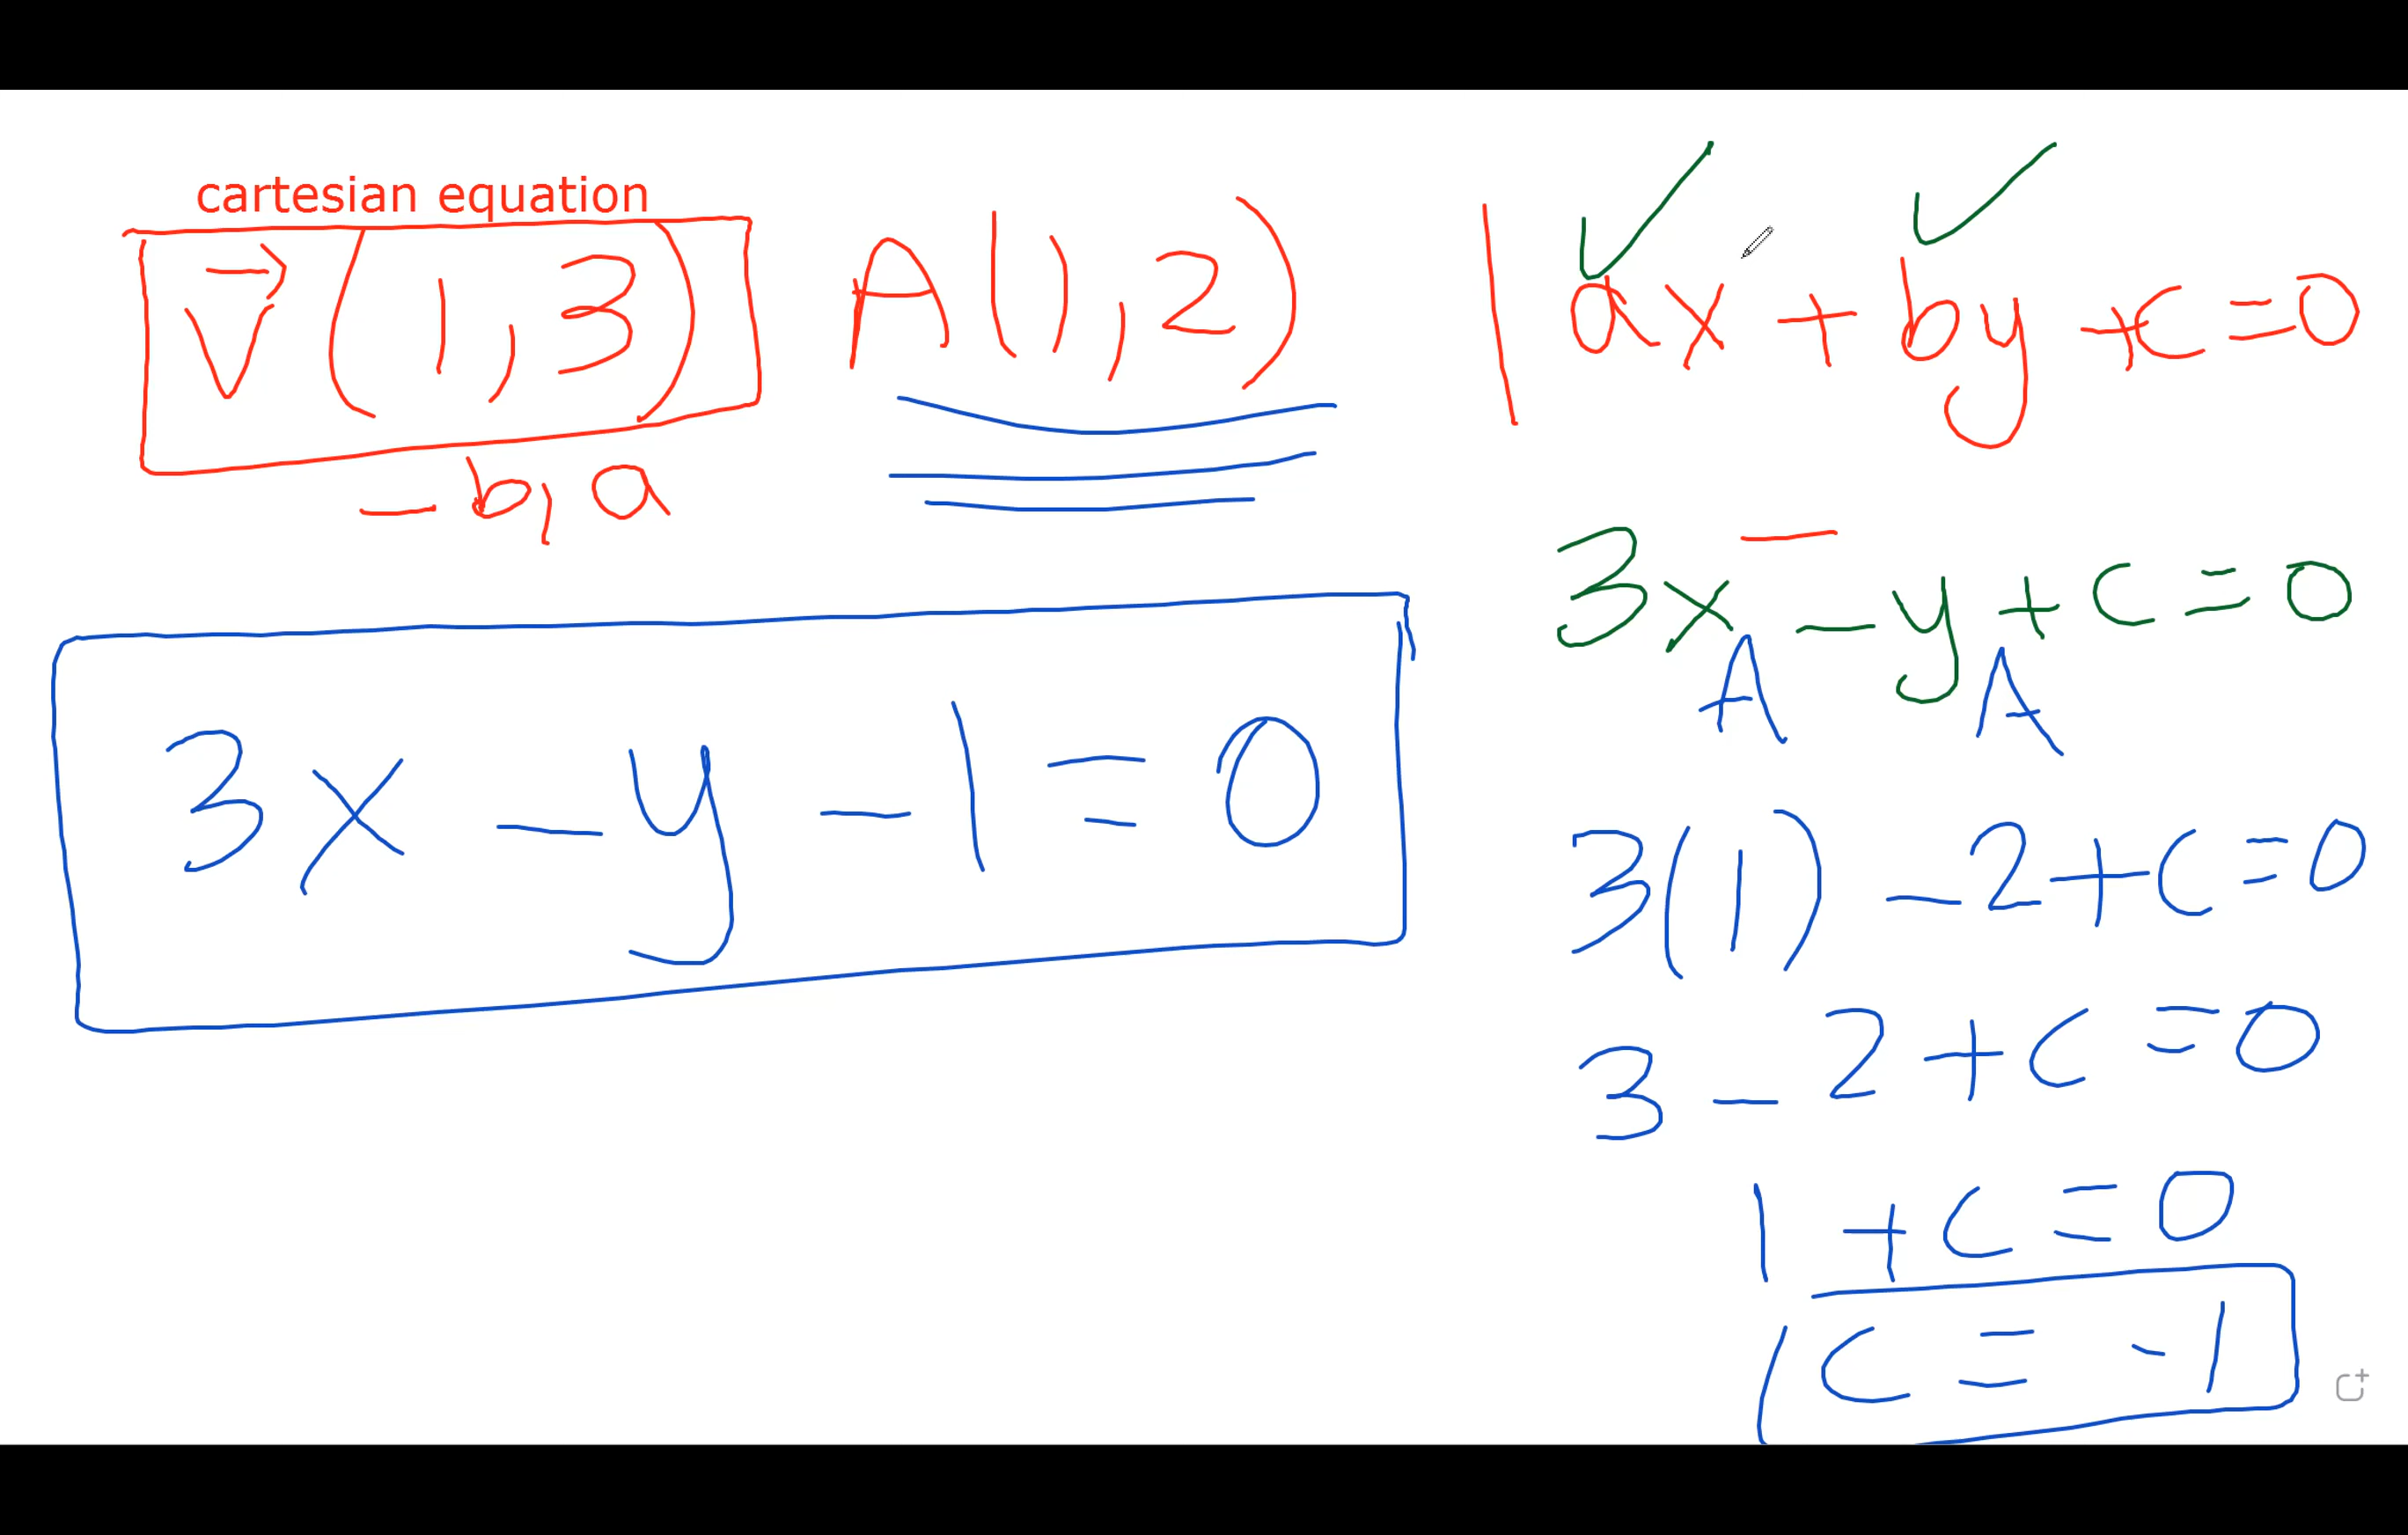 cartesian equation
v⃗(1,3) A(1,2) | ax + by + c = 0
-b, a
3x - y + c = 0
A A
3x - y - 1 = 0
3(1) - 2 + c = 0
3 - 2 + c = 0
1 + c = 0
c = -1